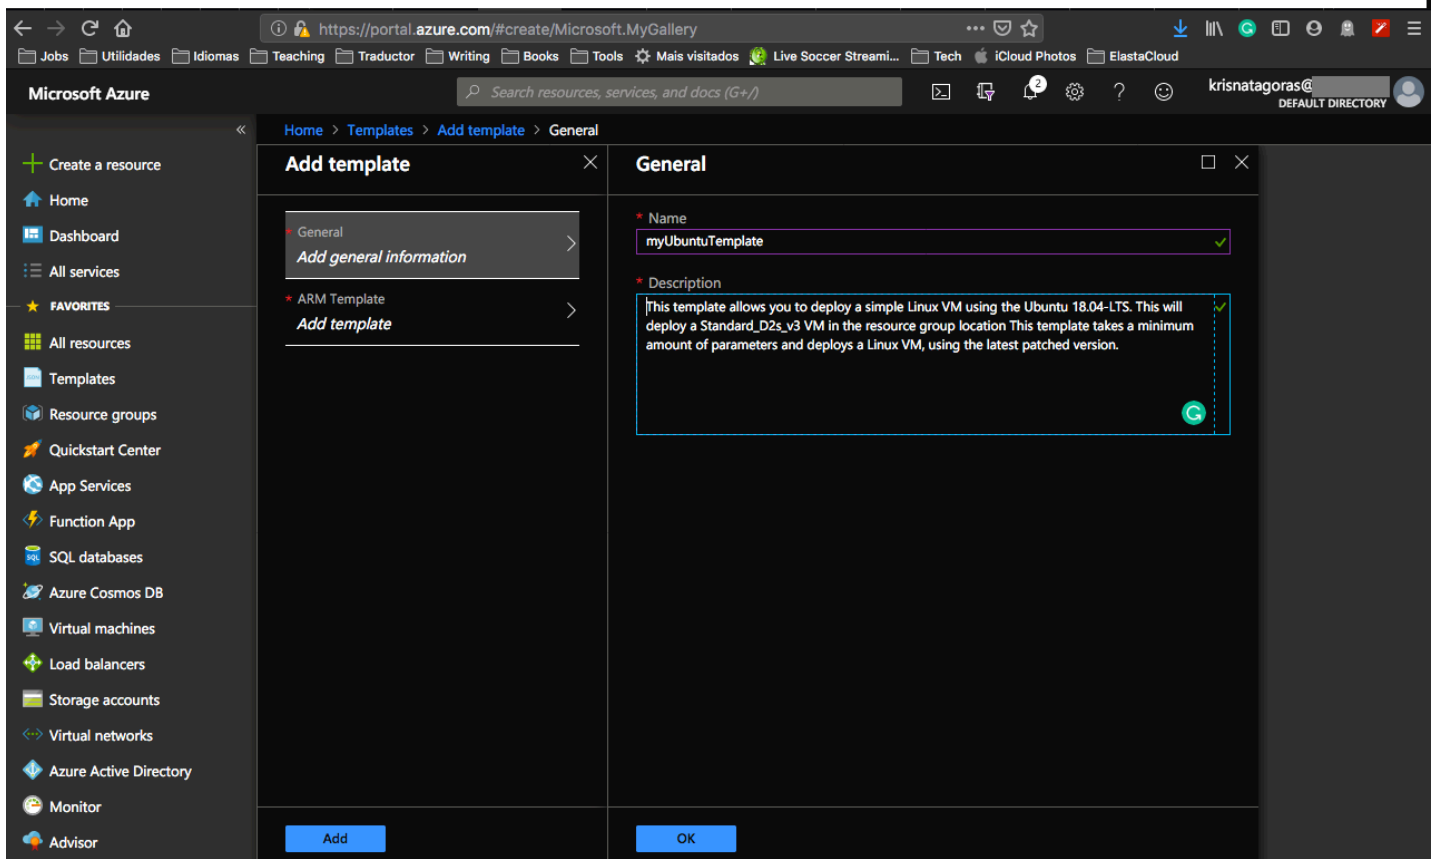 https://portal.azure.com/#create/Microsoft.MyGallery
Jobs Utilidades Idiomas Teaching Traductor Writing Books Tools Mais visitados Live Soccer Streami... Tech iCloud Photos ElastaCloud
Microsoft Azure
Search resources, services, and docs (G+/)
2
krisnatagoras@
DEFAULT DIRECTORY
Home > Templates > Add template > General
Create a resource
Home
Dashboard
All services
FAVORITES
All resources
Templates
Resource groups
Quickstart Center
App Services
Function App
SQL databases
Azure Cosmos DB
Virtual machines
Load balancers
Storage accounts
Virtual networks
Azure Active Directory
Monitor
Advisor
Add template
* General
Add general information
* ARM Template
Add template
Add
General
* Name
myUbuntuTemplate
* Description
This template allows you to deploy a simple Linux VM using the Ubuntu 18.04-LTS. This will
deploy a Standard_D2s_v3 VM in the resource group location This template takes a minimum
amount of parameters and deploys a Linux VM, using the latest patched version.
OK